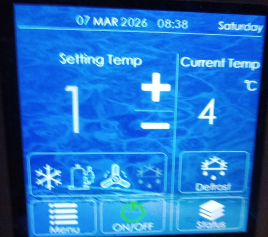 07 MAR 2026 08:38 Saturday
Setting Temp
Current Temp
°C
1
4
Defrost
Menu
ON/OFF
Status